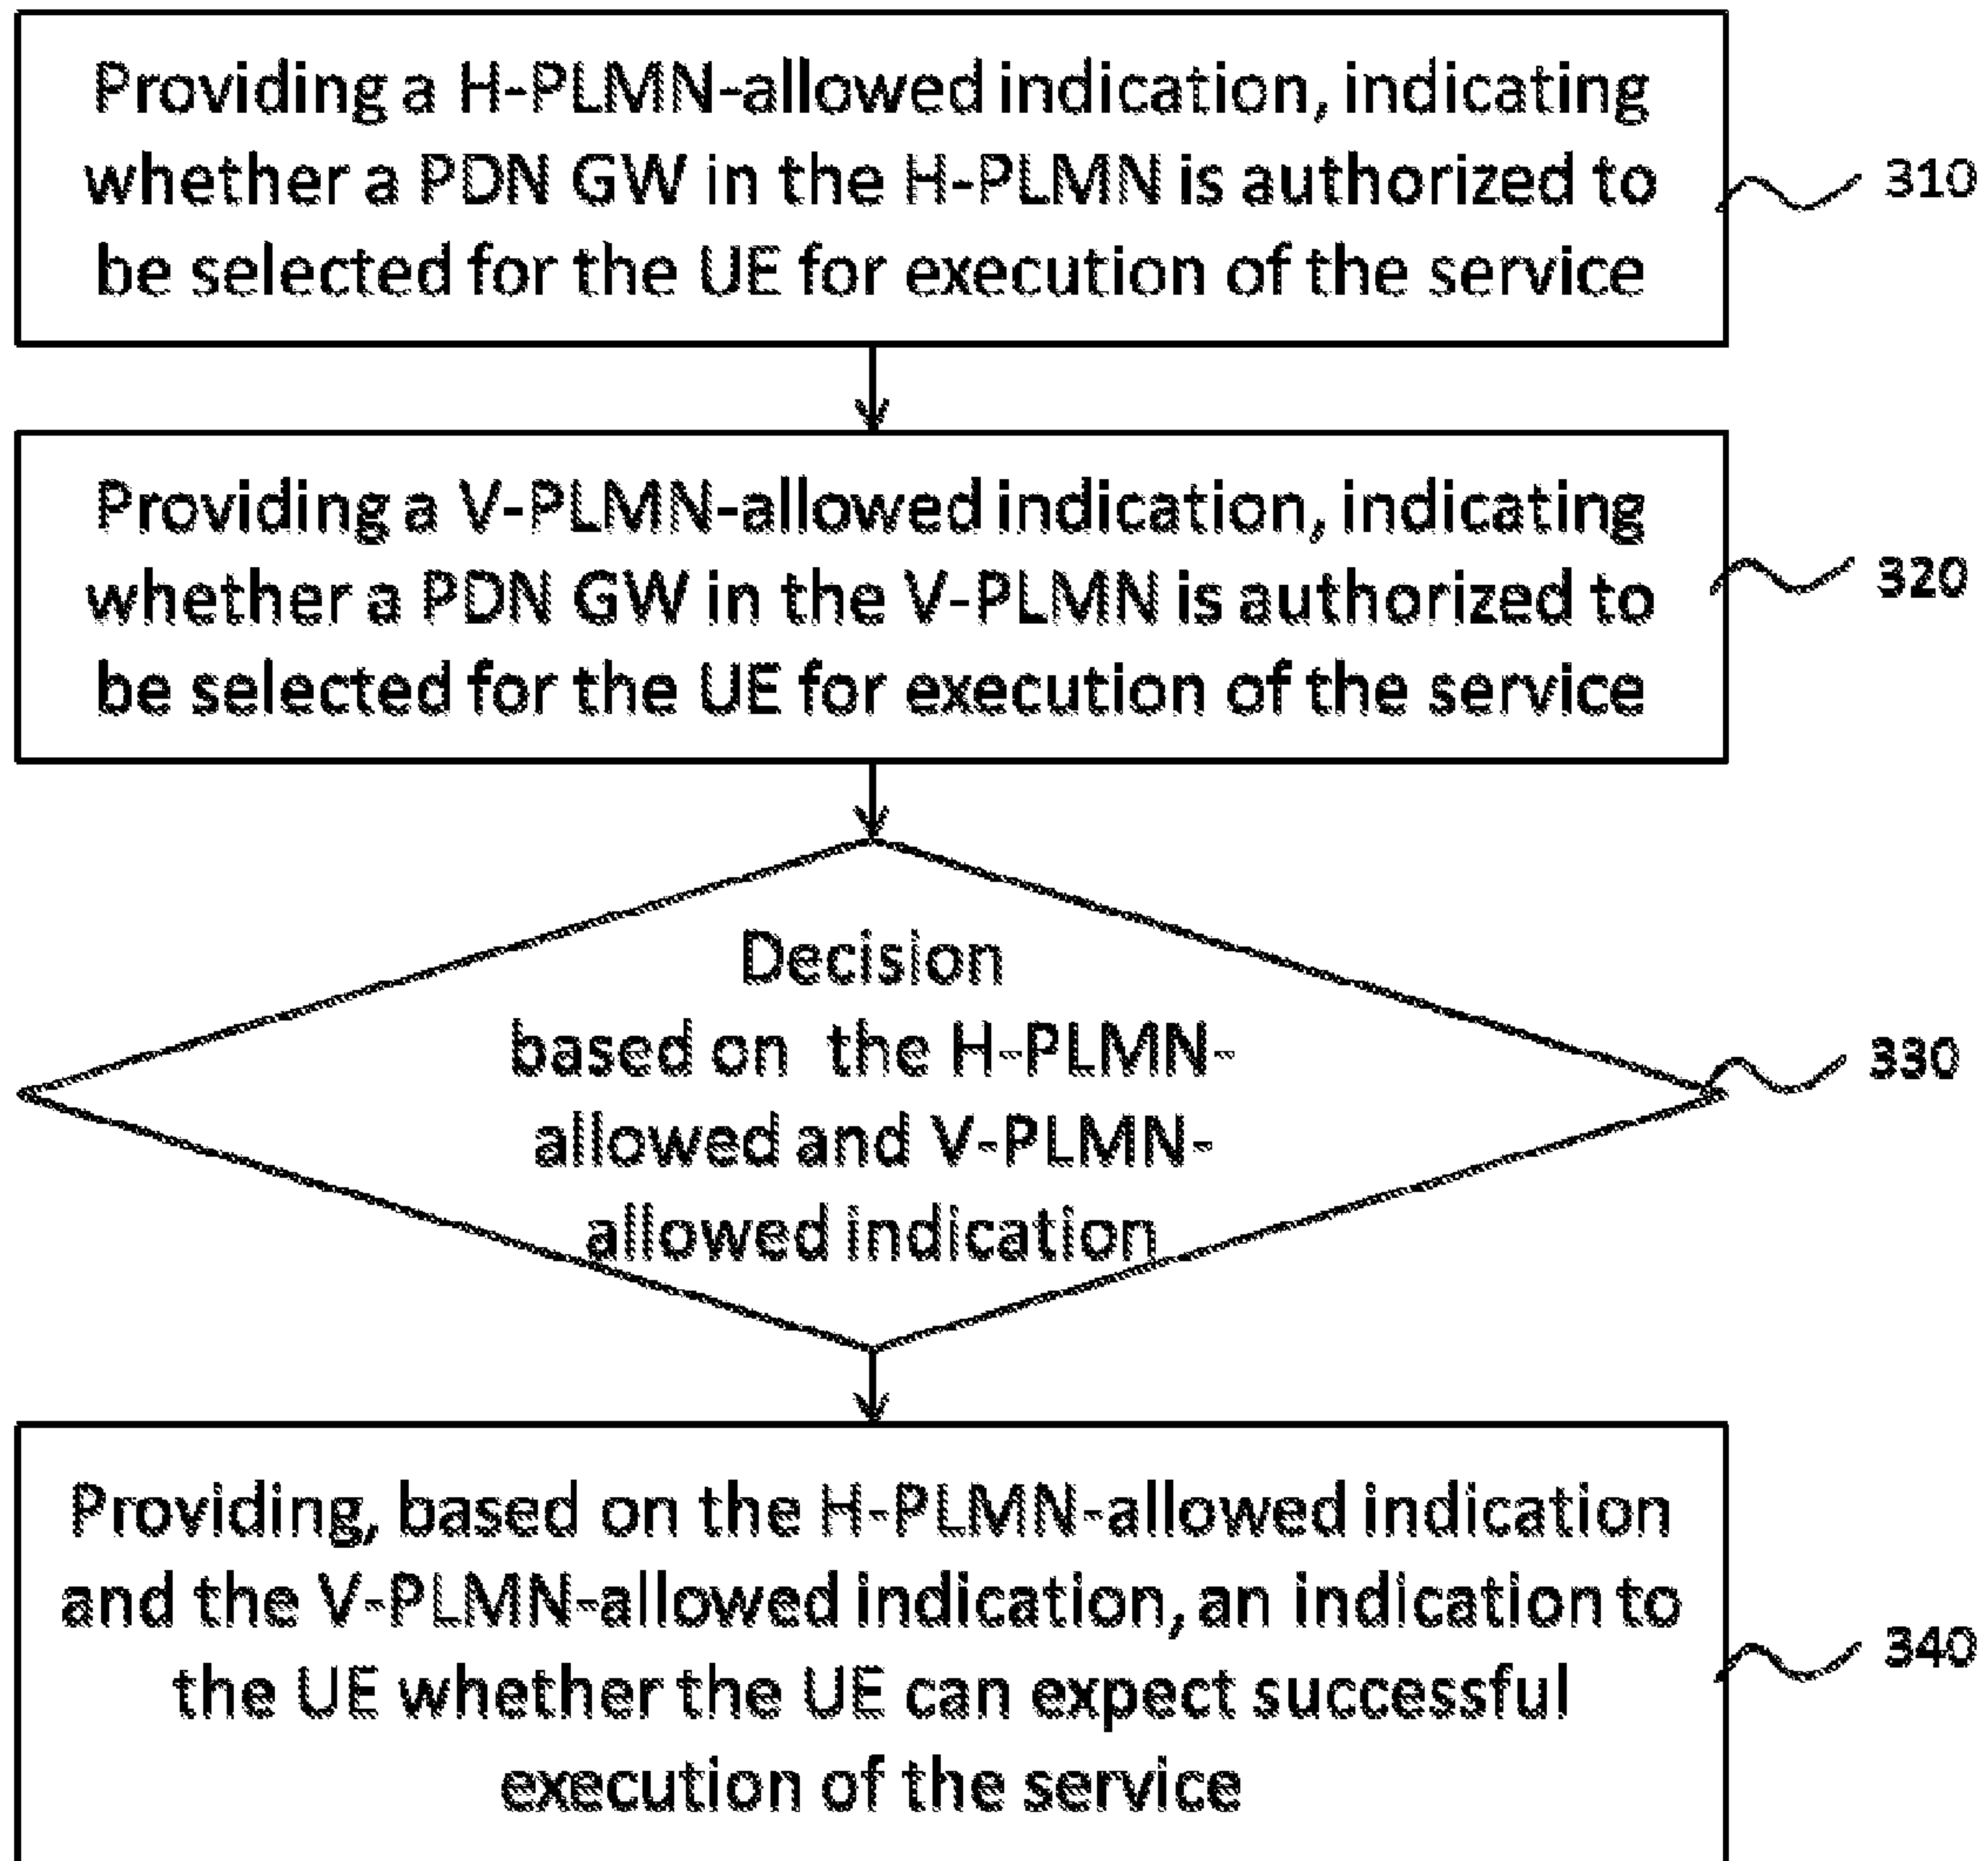 Providing a H-PLMN-allowed indication, indicating
whether a PDN GW in the H-PLMN is authorized to
be selected for the UE for execution of the service
310
Providing a V-PLMN-allowed indication, indicating
whether a PDN GW in the V-PLMN is authorized to
be selected for the UE for execution of the service
320
Decision
based on the H-PLMN-
allowed and V-PLMN-
allowed indication
330
Providing, based on the H-PLMN-allowed indication
and the V-PLMN-allowed indication, an indication to
the UE whether the UE can expect successful
execution of the service
340